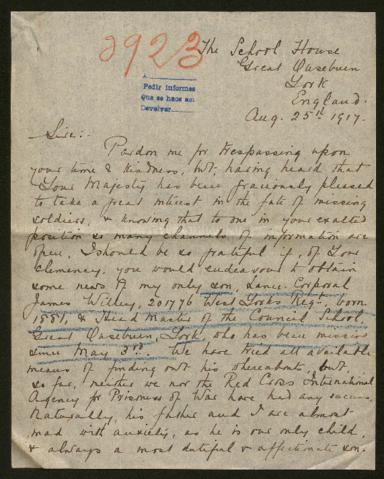 2923
The School House
Great Ouseburn
York
England.
Aug. 25th 1917.
Pedir informes
Que se hace así
Devolver
Sire:-
Pardon me for trespassing upon
your time & kindness, but, having heard that
Your Majesty has been graciously pleased
to take a great interest in the fate of missing
soldiers, & knowing that to one in your exalted
position so many channels of information are
open, I should be so grateful if, of Your
Clemency, you would endeavour to obtain
some news of my only son, Lance Corporal
James Willey, 201776 West Yorks Regt., born
1881, & Third Master of the Council School,
Great Ouseburn, York, who has been missing
since May 3rd. We have tried all available
means of finding out his whereabouts, but,
so far, neither we nor the Red Cross International
Agency for Prisoners of War have had any success.
Naturally, his father and I are almost
mad with anxiety, as he is our only child,
& always a most dutiful & affectionate son.